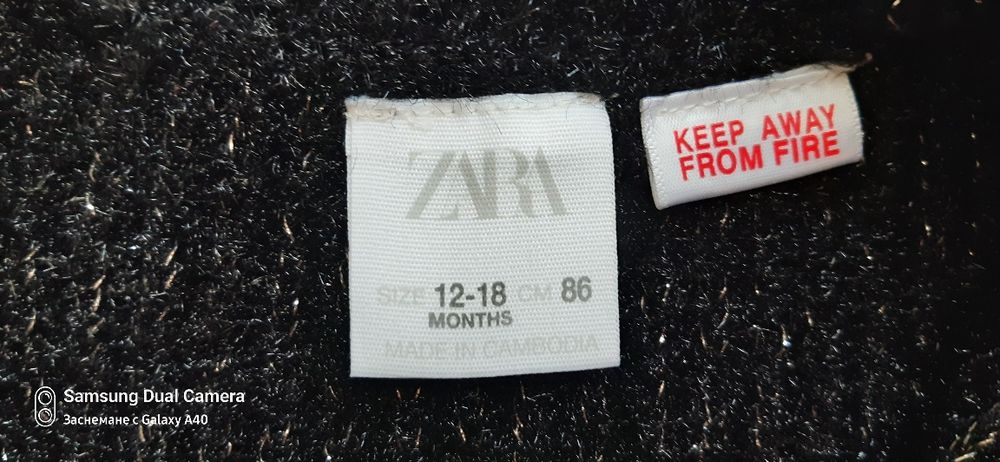 ZARA
SIZE 12-18 CM 86
MONTHS
MADE IN CAMBODIA
KEEP AWAY
FROM FIRE
Samsung Dual Camera
Заснемане с Galaxy A40